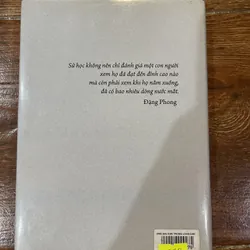 Sử học không nên chỉ đánh giá một con người
xem họ đã đạt đến đỉnh cao nào
mà còn phải xem khi họ nằm xuống,
đã có bao nhiêu dòng nước mắt.
Đặng Phong